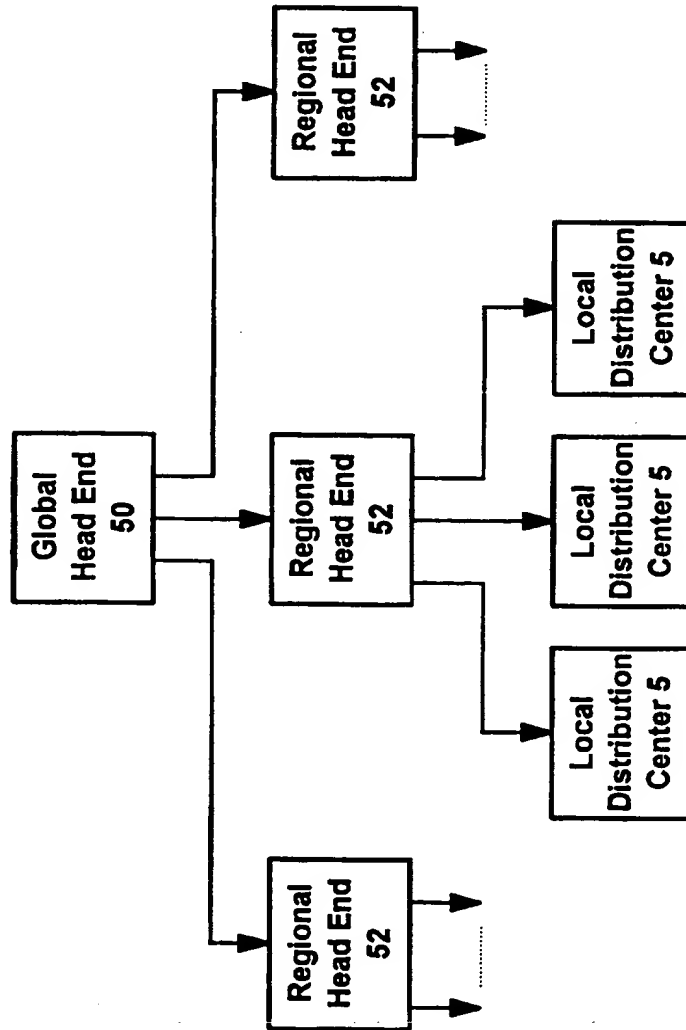 Global
Head End
50
Regional
Head End
52
Regional
Head End
52
Regional
Head End
52
Local
Distribution
Center 5
Local
Distribution
Center 5
Local
Distribution
Center 5